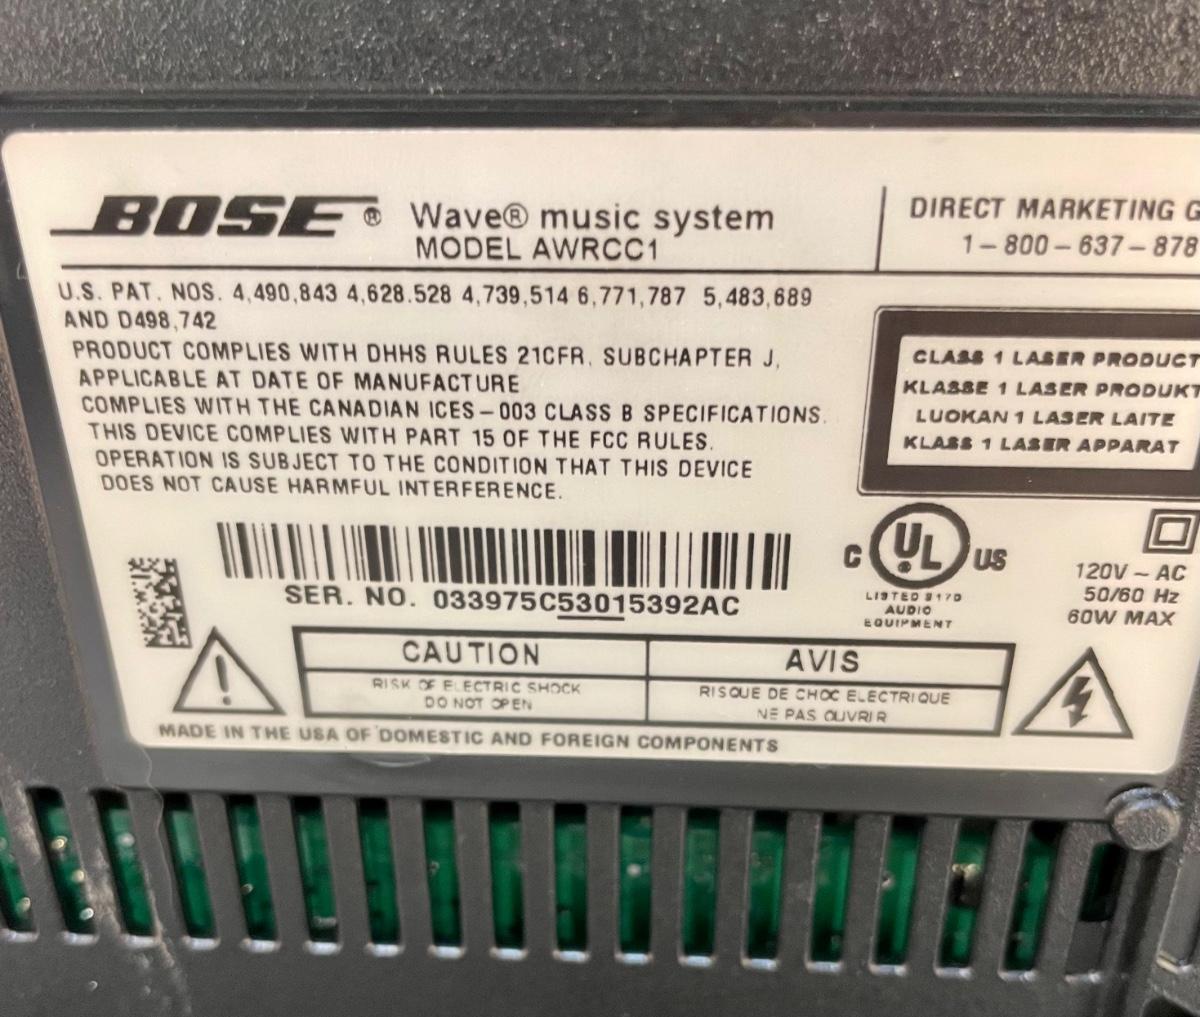 BOSE® Wave® music system
MODEL AWRCC1
DIRECT MARKETING G
1-800-637-878
U.S. PAT. NOS. 4,490,843 4,628.528 4,739,514 6,771,787 5,483,689
AND D498,742
PRODUCT COMPLIES WITH DHHS RULES 21CFR, SUBCHAPTER J,
APPLICABLE AT DATE OF MANUFACTURE
COMPLIES WITH THE CANADIAN ICES-003 CLASS B SPECIFICATIONS.
THIS DEVICE COMPLIES WITH PART 15 OF THE FCC RULES.
OPERATION IS SUBJECT TO THE CONDITION THAT THIS DEVICE
DOES NOT CAUSE HARMFUL INTERFERENCE.
CLASS 1 LASER PRODUCT
KLASSE 1 LASER PRODUKT
LUOKAN 1 LASER LAITE
KLASS 1 LASER APPARAT
SER. NO. 033975C53015392AC
C UL® US
LISTED
AUDIO
EQUIPMENT
120V ~ AC
50/60 Hz
60W MAX
CAUTION
RISK OF ELECTRIC SHOCK
DO NOT OPEN
AVIS
RISQUE DE CHOC ELECTRIQUE
NE PAS OUVRIR
MADE IN THE USA OF DOMESTIC AND FOREIGN COMPONENTS